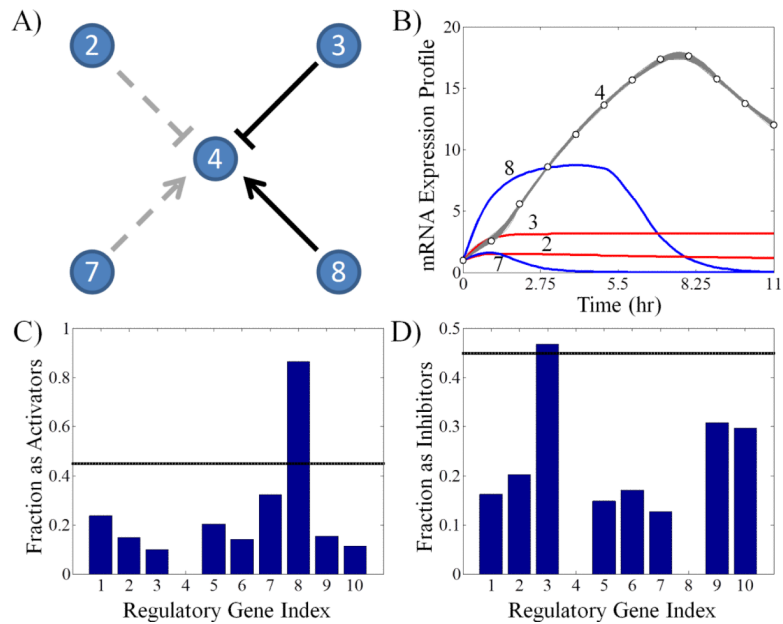 A)
2
3
4
7
8
B)
mRNA Expression Profile
20
15
10
5
0
4
8
3
2
7
0 2.75 5.5 8.25 11
Time (hr)
C)
Fraction as Activators
1
0.8
0.6
0.4
0.2
0
1 2 3 4 5 6 7 8 9 10
Regulatory Gene Index
D)
Fraction as Inhibitors
0.5
0.4
0.3
0.2
0.1
0
1 2 3 4 5 6 7 8 9 10
Regulatory Gene Index